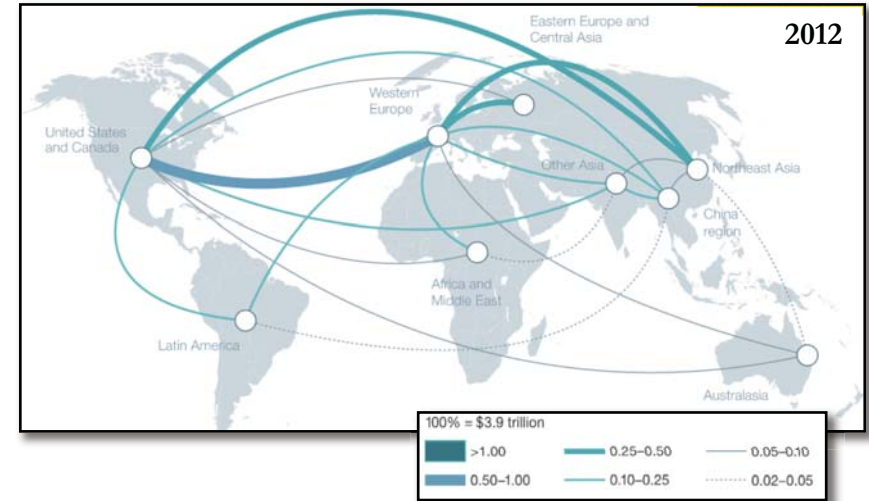 Eastern Europe and
Central Asia
2012
Western
Europe
United States
and Canada
Other Asia
Northeast Asia
China
region
Africa and
Middle East
Latin America
Australasia
100% = $3.9 trillion
>1.00
0.25–0.50
0.05–0.10
0.50–1.00
0.10–0.25
0.02–0.05